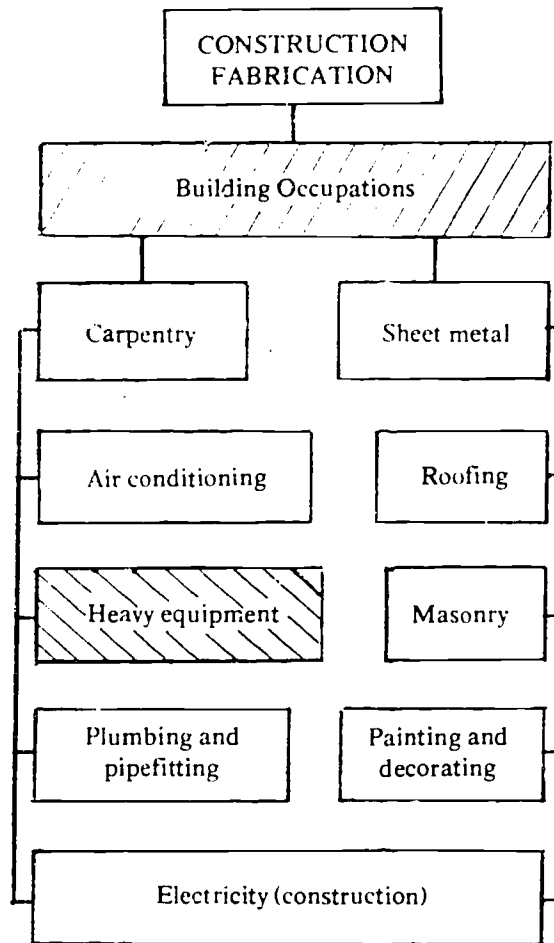 CONSTRUCTION
FABRICATION
Building Occupations
Carpentry
Sheet metal
Air conditioning
Roofing
Heavy equipment
Masonry
Plumbing and
pipefitting
Painting and
decorating
Electricity (construction)